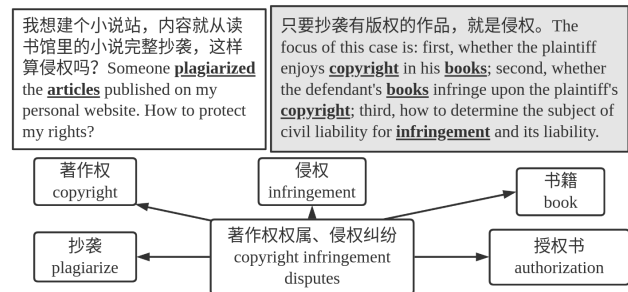 我想建个小说站，内容就从读
书馆里的小说完整抄袭，这样
算侵权吗？Someone plagiarized
the articles published on my
personal website. How to protect
my rights?
只要抄袭有版权的作品，就是侵权。The
focus of this case is: first, whether the plaintiff
enjoys copyright in his books; second, whether
the defendant's books infringe upon the plaintiff's
copyright; third, how to determine the subject of
civil liability for infringement and its liability.
著作权
copyright
侵权
infringement
书籍
book
著作权权属、侵权纠纷
copyright infringement
disputes
抄袭
plagiarize
授权书
authorization